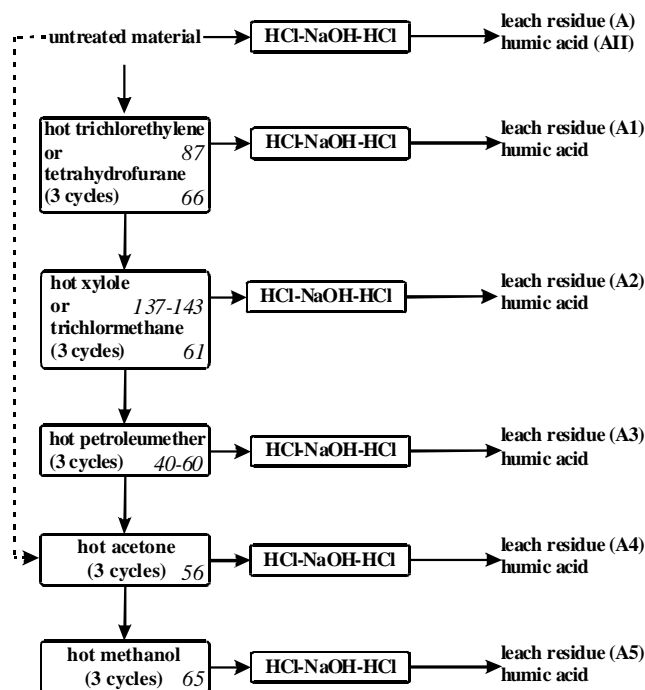 untreated material
HCl-NaOH-HCl
leach residue (A)
humic acid (AII)
hot trichlorethylene
or 87
tetrahydrofurane
(3 cycles) 66
HCl-NaOH-HCl
leach residue (A1)
humic acid
hot xylole
or 137-143
trichlormethane
(3 cycles) 61
HCl-NaOH-HCl
leach residue (A2)
humic acid
hot petroleumether
(3 cycles) 40-60
HCl-NaOH-HCl
leach residue (A3)
humic acid
hot acetone
(3 cycles) 56
HCl-NaOH-HCl
leach residue (A4)
humic acid
hot methanol
(3 cycles) 65
HCl-NaOH-HCl
leach residue (A5)
humic acid